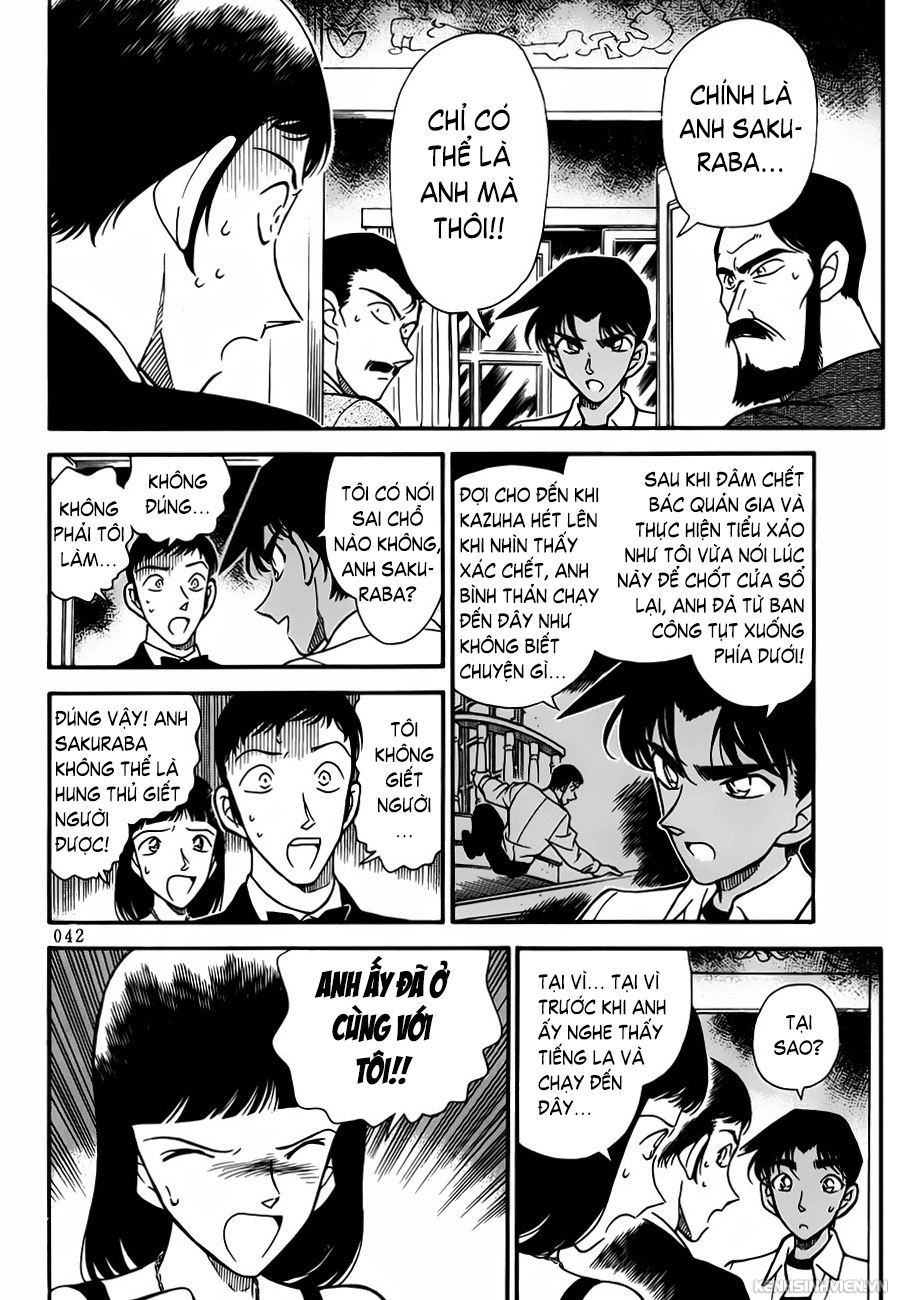 CHÍNH LÀ
ANH SAKU-
RABA...
CHỈ CÓ
THỂ LÀ
ANH MÀ
THÔI!!
SAU KHI ĐÂM CHẾT
BÁC QUẢN GIA VÀ
THỰC HIỆN TIỂU XẢO
NHƯ TÔI VỪA NÓI LÚC
NÀY ĐỂ CHỐT CỬA SỔ
LẠI, ANH ĐÃ TỪ BAN
CÔNG TỤT XUỐNG
PHÍA DƯỚI!
ĐỢI CHO ĐẾN KHI
KAZUHA HÉT LÊN
KHI NHÌN THẤY
XÁC CHẾT, ANH
BÌNH THẢN CHẠY
ĐẾN ĐÂY NHƯ
KHÔNG BIẾT
CHUYỆN GÌ...
TÔI CÓ NÓI
SAI CHỖ
NÀO KHÔNG,
ANH SAKU-
RABA?
KHÔNG
ĐÚNG...
KHÔNG
PHẢI TÔI
LÀM...
TÔI
KHÔNG
GIẾT
NGƯỜI
...
ĐÚNG VẬY! ANH
SAKURABA
KHÔNG THỂ LÀ
HUNG THỦ GIẾT
NGƯỜI
ĐƯỢC!
042
TẠI
SAO?
TẠI VÌ... TẠI VÌ
TRƯỚC KHI ANH
ẤY NGHE THẤY
TIẾNG LA VÀ
CHẠY ĐẾN
ĐÂY...
ANH ẤY ĐÃ Ở
CÙNG VỚI
TÔI!!
KENHSINHVIEN.VN